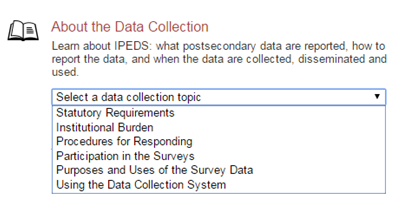 About the Data Collection
Learn about IPEDS: what postsecondary data are reported, how to
report the data, and when the data are collected, disseminated and
used.
Select a data collection topic
Statutory Requirements
Institutional Burden
Procedures for Responding
Participation in the Surveys
Purposes and Uses of the Survey Data
Using the Data Collection System